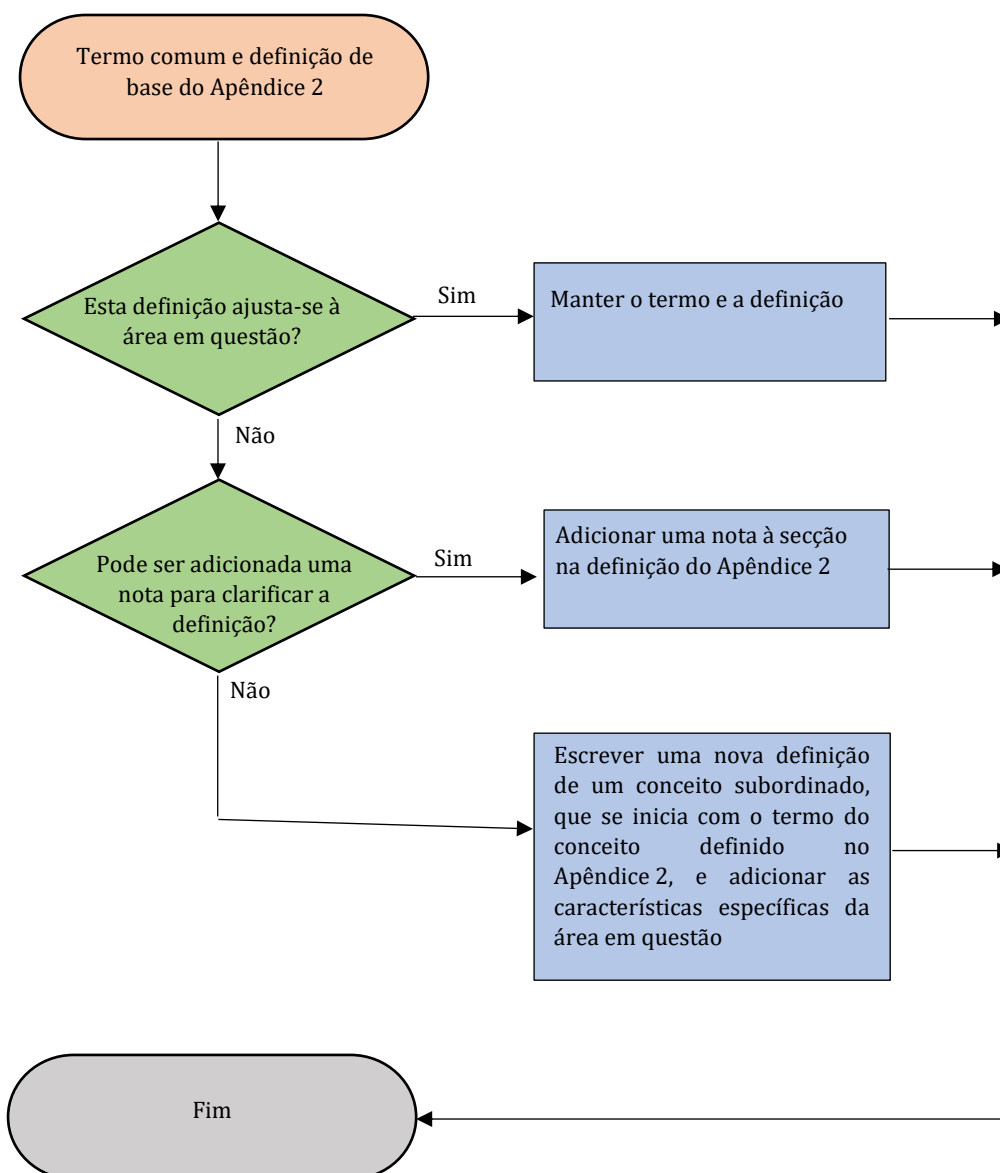 Termo comum e definição de
base do Apêndice 2
Esta definição ajusta-se à
área em questão?
Sim
Manter o termo e a definição
Não
Pode ser adicionada uma
nota para clarificar a
definição?
Sim
Adicionar uma nota à secção
na definição do Apêndice 2
Não
Escrever uma nova definição
de um conceito subordinado,
que se inicia com o termo do
conceito definido no
Apêndice 2, e adicionar as
características específicas da
área em questão
Fim